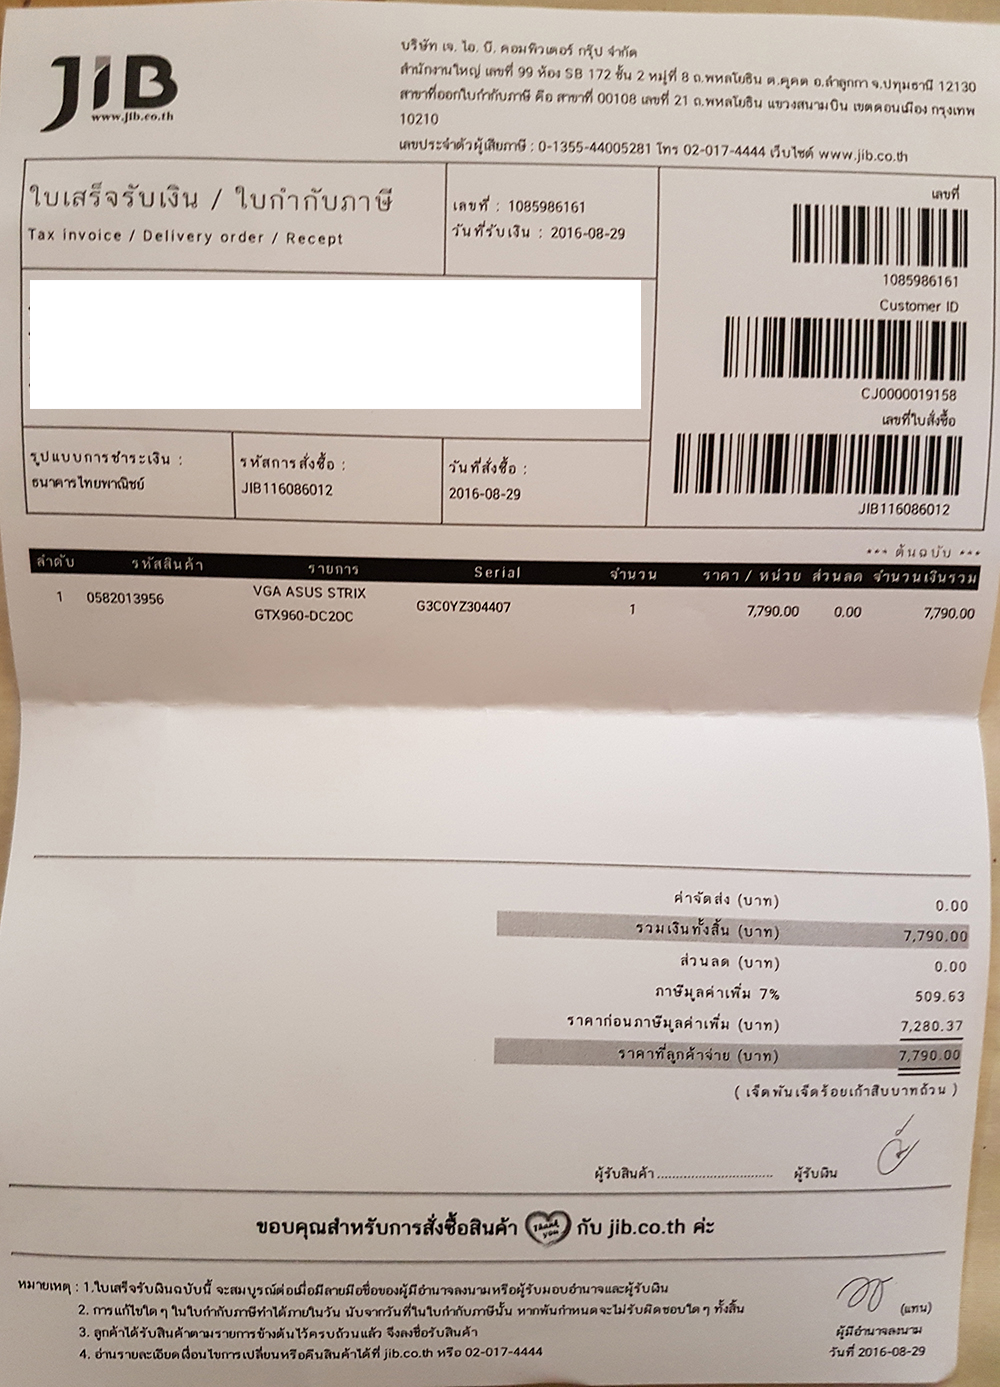 JIB
www.jib.co.th
บริษัท เจ. ไอ. บี. คอมพิวเตอร์ กรุ๊ป จำกัด
สำนักงานใหญ่ เลขที่ 99 ห้อง SB 172 ชั้น 2 หมู่ที่ 8 ถ.พหลโยธิน ต.คูคต อ.ลำลูกกา จ.ปทุมธานี 12130
สาขาที่ออกใบกำกับภาษี คือ สาขาที่ 00108 เลขที่ 21 ถ.พหลโยธิน แขวงสนามบิน เขตดอนเมือง กรุงเทพ
10210
เลขประจำตัวผู้เสียภาษี : 0-1355-44005281 โทร 02-017-4444 เว็บไซต์ www.jib.co.th
ใบเสร็จรับเงิน / ใบกำกับภาษี
Tax invoice / Delivery order / Recept
เลขที่ : 1085986161
วันที่รับเงิน : 2016-08-29
เลขที่
1085986161
Customer ID
CJ0000019158
เลขที่ใบสั่งซื้อ
JIB116086012
รูปแบบการชำระเงิน :
ธนาคารไทยพาณิชย์
รหัสการสั่งซื้อ :
JIB116086012
วันที่สั่งซื้อ :
2016-08-29
*** ต้นฉบับ ***
ลำดับ รหัสสินค้า รายการ Serial จำนวน ราคา / หน่วย ส่วนลด จำนวนเงินรวม
1 0582013956 VGA ASUS STRIX G3C0YZ304407 1 7,790.00 0.00 7,790.00
GTX960-DC2OC
ค่าจัดส่ง (บาท) 0.00
รวมเงินทั้งสิ้น (บาท) 7,790.00
ส่วนลด (บาท) 0.00
ภาษีมูลค่าเพิ่ม 7% 509.63
ราคาก่อนภาษีมูลค่าเพิ่ม (บาท) 7,280.37
ราคาที่ลูกค้าจ่าย (บาท) 7,790.00
( เจ็ดพันเจ็ดร้อยเก้าสิบบาทถ้วน )
ผู้รับสินค้า............................... ผู้รับเงิน
ขอบคุณสำหรับการสั่งซื้อสินค้า Thank you กับ jib.co.th ค่ะ
หมายเหตุ : 1.ใบเสร็จรับเงินฉบับนี้ จะสมบูรณ์ต่อเมื่อมีลายมือชื่อของผู้มีอำนาจลงนามหรือผู้รับมอบอำนาจและผู้รับเงิน
2. การแก้ไขใดๆ ในใบกำกับภาษีทำได้ภายในวัน นับจากวันที่ในใบกำกับภาษีนั้น หากพ้นกำหนดจะไม่รับผิดชอบใดๆ ทั้งสิ้น
3. ลูกค้าได้รับสินค้าตามรายการข้างต้นไว้ครบถ้วนแล้ว จึงลงชื่อรับสินค้า
4. อ่านรายละเอียดเงื่อนไขการเปลี่ยนหรือคืนสินค้าได้ที่ jib.co.th หรือ 02-017-4444
(แทน)
ผู้มีอำนาจลงนาม
วันที่ 2016-08-29